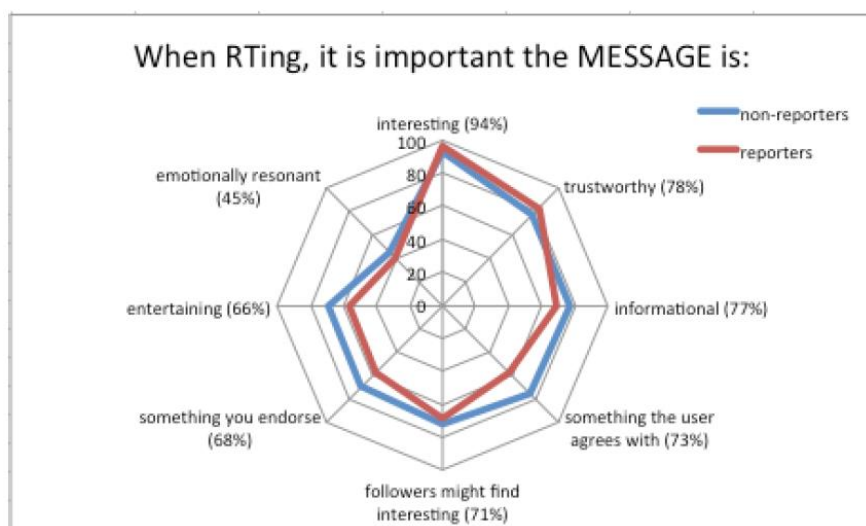 When RTing, it is important the MESSAGE is:
non-reporters
reporters
interesting (94%)
trustworthy (78%)
informational (77%)
something the user
agrees with (73%)
followers might find
interesting (71%)
something you endorse
(68%)
entertaining (66%)
emotionally resonant
(45%)
100
80
60
40
20
0